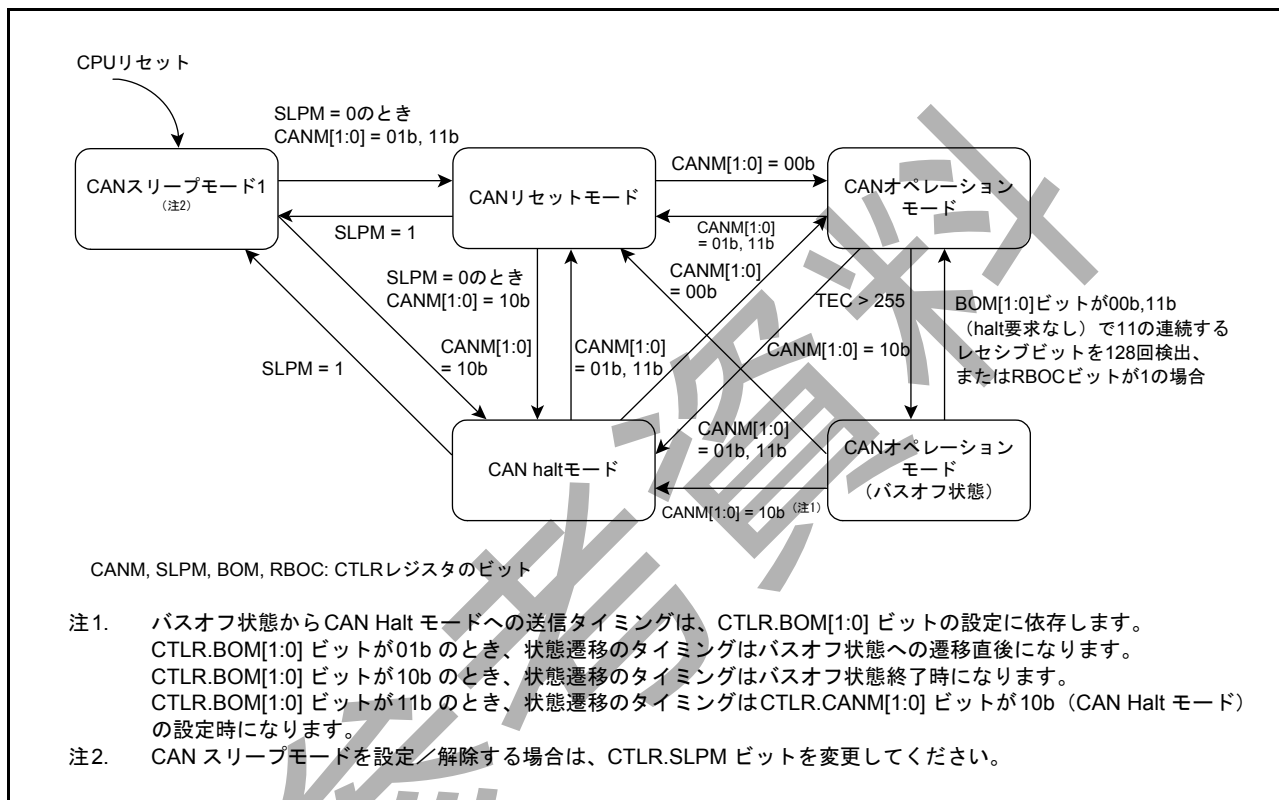 CPUリセット
SLPM = 0のとき
CANM[1:0] = 01b, 11b
CANスリープモード1
（注2）
CANリセットモード
CANM[1:0] = 00b
CANオペレーション
モード
SLPM = 1
CANM[1:0]
= 01b, 11b
SLPM = 0のとき
CANM[1:0] = 10b
CANM[1:0]
= 00b
TEC > 255
BOM[1:0]ビットが00b,11b
（halt要求なし）で11の連続する
レセシブビットを128回検出、
またはRBOCビットが1の場合
SLPM = 1
CANM[1:0]
= 10b
CANM[1:0]
= 01b, 11b
CANM[1:0] = 10b
CAN haltモード
CANM[1:0]
= 01b, 11b
CANオペレーション
モード
（バスオフ状態）
CANM[1:0] = 10b（注1）
CANM, SLPM, BOM, RBOC: CTLRレジスタのビット
注1. バスオフ状態からCAN Halt モードへの送信タイミングは、CTLR.BOM[1:0] ビットの設定に依存します。
CTLR.BOM[1:0] ビットが01b のとき、状態遷移のタイミングはバスオフ状態への遷移直後になります。
CTLR.BOM[1:0] ビットが10b のとき、状態遷移のタイミングはバスオフ状態終了時になります。
CTLR.BOM[1:0] ビットが11b のとき、状態遷移のタイミングはCTLR.CANM[1:0] ビットが10b（CAN Halt モード）
の設定時になります。
注2. CAN スリープモードを設定／解除する場合は、CTLR.SLPM ビットを変更してください。
参考資料